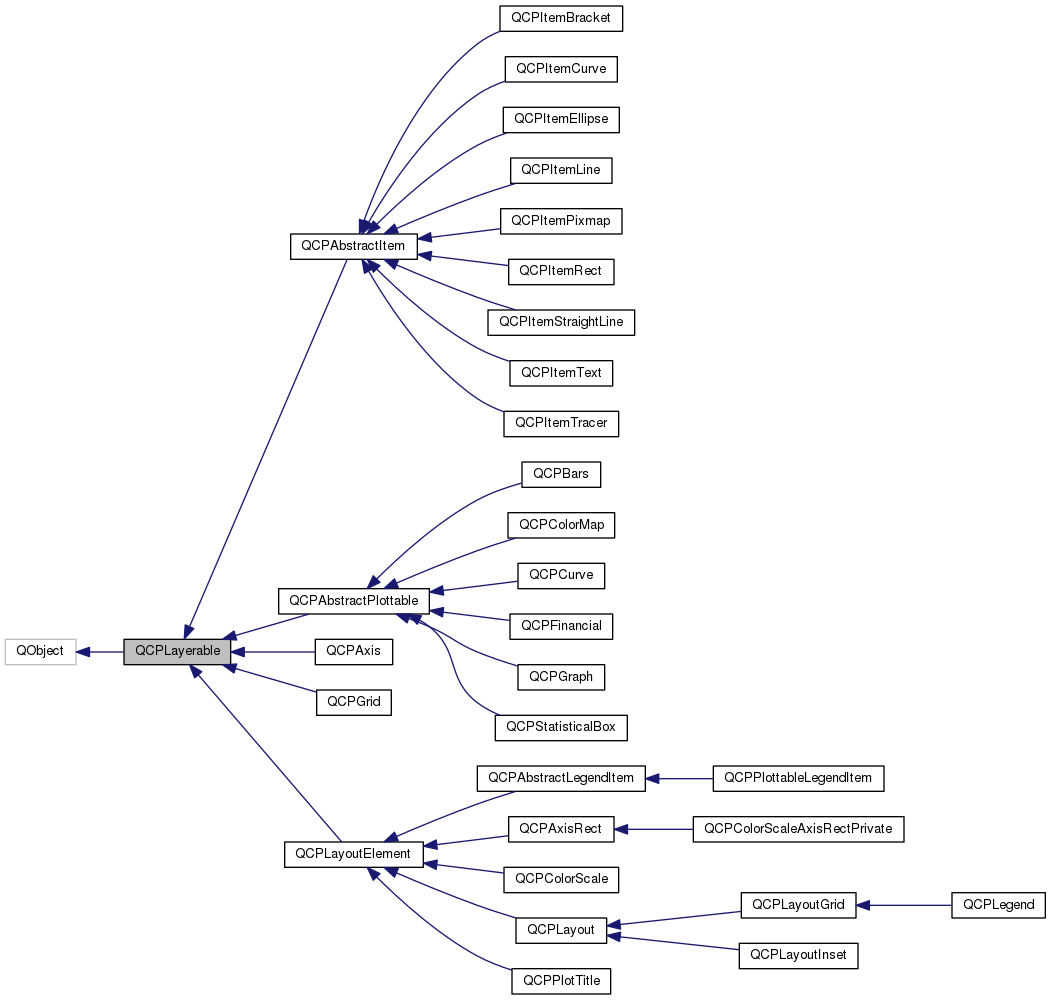 QCPItemBracket
QCPItemCurve
QCPItemEllipse
QCPItemLine
QCPItemPixmap
QCPAbstractItem
QCPItemRect
QCPItemStraightLine
QCPItemText
QCPItemTracer
QCPBars
QCPColorMap
QCPCurve
QCPAbstractPlottable
QCPFinancial
QObject
QCPLayerable
QCPAxis
QCPGraph
QCPGrid
QCPStatisticalBox
QCPAbstractLegendItem
QCPPlottableLegendItem
QCPAxisRect
QCPColorScaleAxisRectPrivate
QCPLayoutElement
QCPColorScale
QCPLayoutGrid
QCPLegend
QCPLayout
QCPLayoutInset
QCPPlotTitle